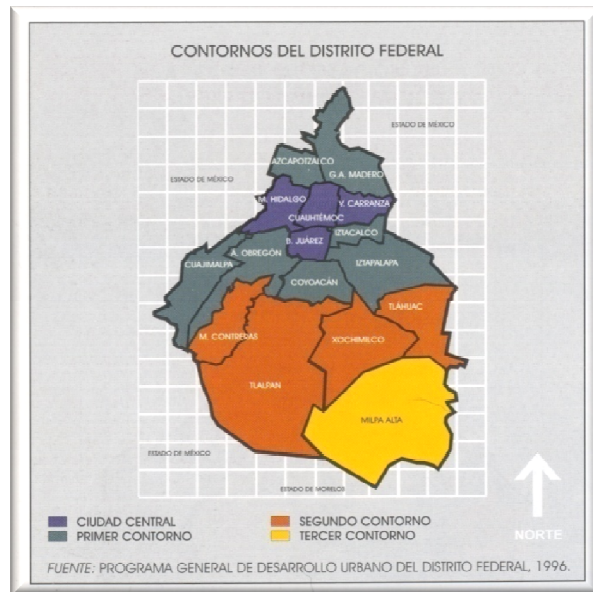 CONTORNOS DEL DISTRITO FEDERAL
ESTADO DE MÉXICO
AZCAPOTZALCO
G.A. MADERO
ESTADO DE MÉXICO
M. HIDALGO
V. CARRANZA
CUAUHTÉMOC
IZTACALCO
B. JUÁREZ
A. OBREGÓN
CUAJIMALPA
IZTAPALAPA
COYOACÁN
TLÁHUAC
M. CONTRERAS
XOCHIMILCO
TLALPAN
MILPA ALTA
ESTADO DE MÉXICO
ESTADO DE MORELOS
CIUDAD CENTRAL
SEGUNDO CONTORNO
PRIMER CONTORNO
TERCER CONTORNO
NORTE
FUENTE: PROGRAMA GENERAL DE DESARROLLO URBANO DEL DISTRITO FEDERAL, 1996.